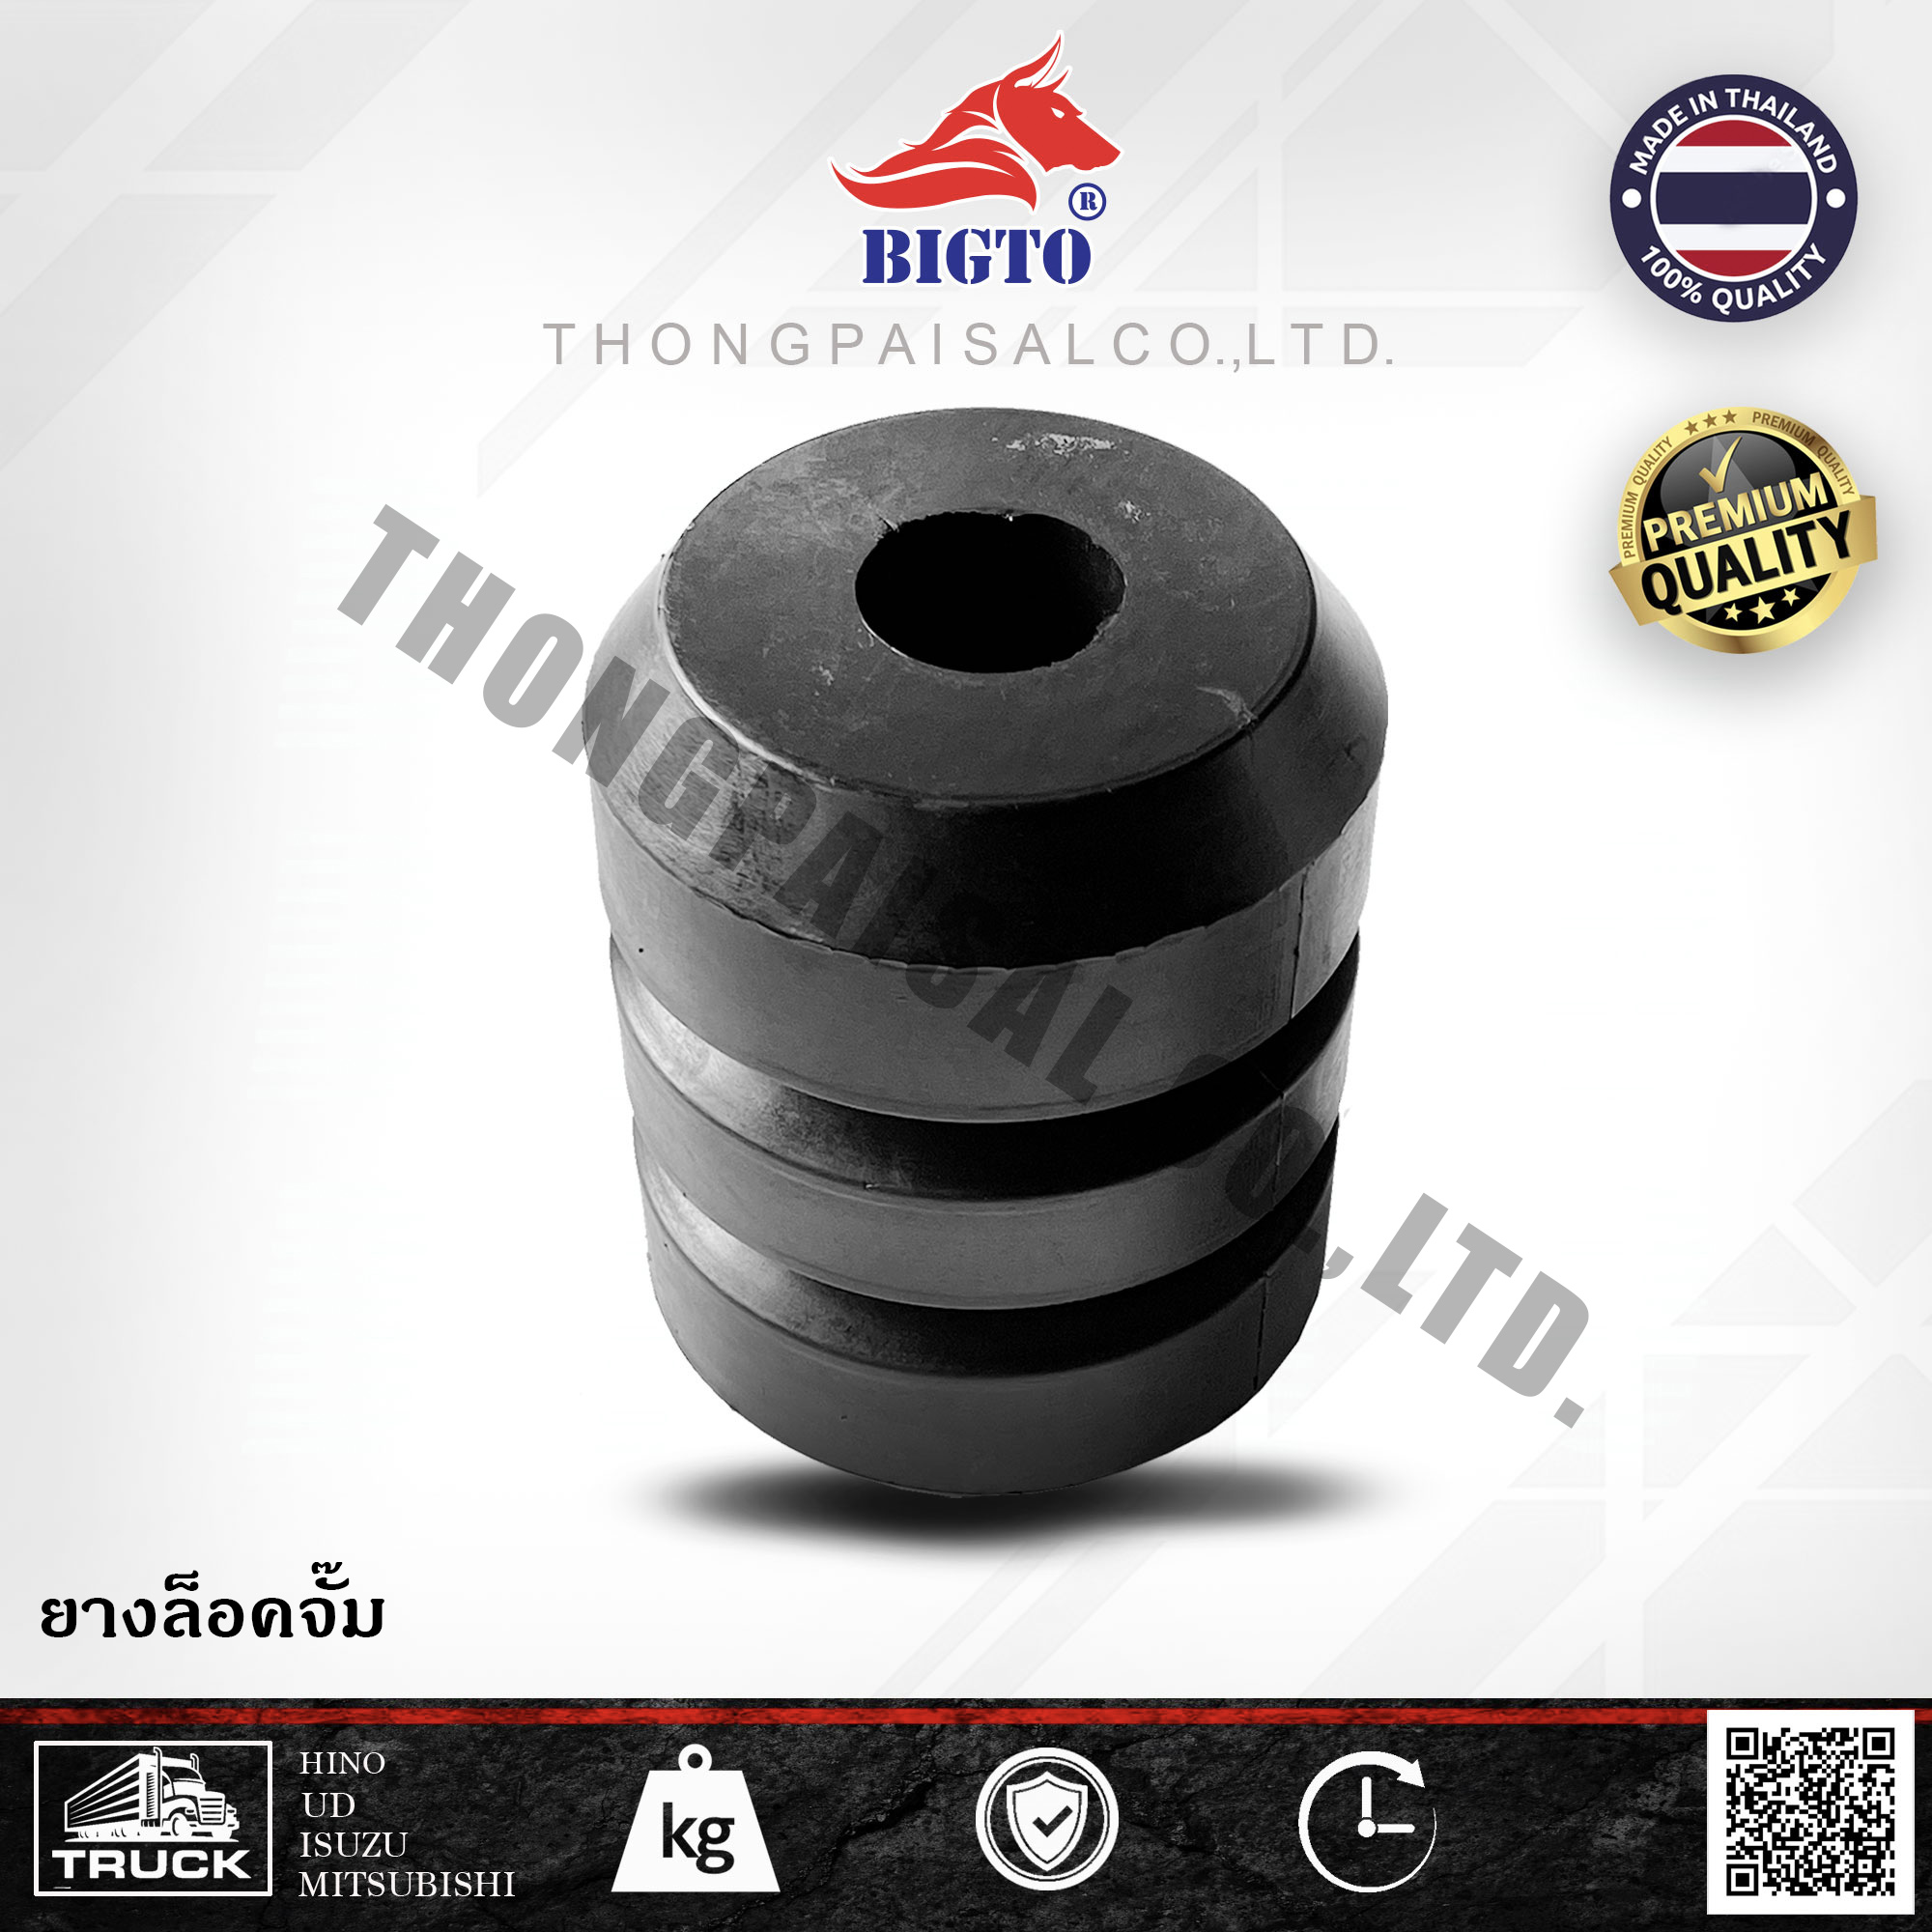 ®
BIGTO
THONGPAISALCO.,LTD.
MADE IN THAILAND
100% QUALITY
PREMIUM QUALITY ★★★ PREMIUM QUALITY
PREMIUM
QUALITY
THONGPAISAL CO.,LTD.
ยางล็อคจั๊ม
TRUCK
HINO
UD
ISUZU
MITSUBISHI
kg